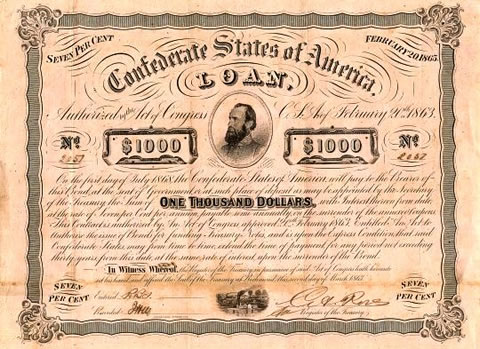 SEVEN PER CENT
FEBRUARY 20, 1863.
Confederate States of America.
LOAN,
Authorized by the Act of Congress C. S. A. of February 20th 1863.
No
No
$1000
$1000
On the first day of July 1868, the Confederate States of America, will pay to the Bearer of
this Bond, at the Seat of Government or at such place of deposit as may be appointed by the Secretary
of the Treasury, the Sum of ONE THOUSAND DOLLARS, with Interest thereon from date
at the rate of Seven per Cent per annum payable semi annually, on the surrender of the annexed Coupons
This Contract is authorized by An Act of Congress approved 20th February 1863, Entitled "An Act to
Authorize the issue of Bonds for funding Treasury Notes, and is upon the Express Condition, that said
Confederate States, may from time to time, extend the time of payment for any period not exceeding
thirty years from this date, at the same rate of interest upon the surrender of this Bond.
In Witness Whereof, the Register of the Treasury in pursuance of said Act of Congress hath hereunto
set his hand and affixed the Seal of the Treasury at Richmond, this second day of March 1863.
SEVEN
PER CENT
Entered
Recorded
Register of the Treasury.
SEVEN
PER CENT